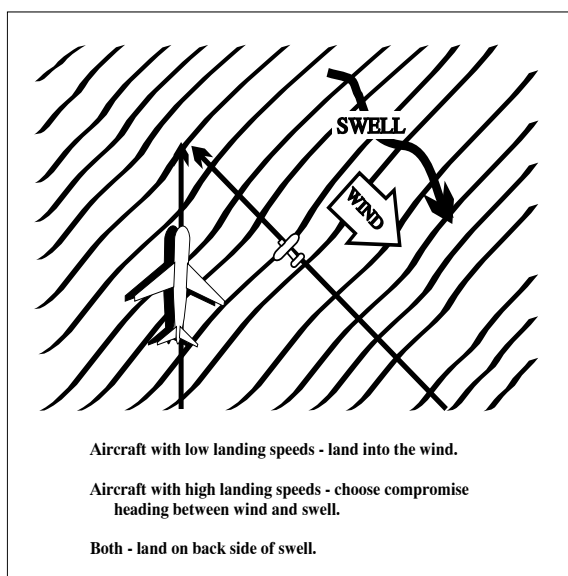 SWELL
WIND
Aircraft with low landing speeds - land into the wind.
Aircraft with high landing speeds - choose compromise
heading between wind and swell.
Both - land on back side of swell.